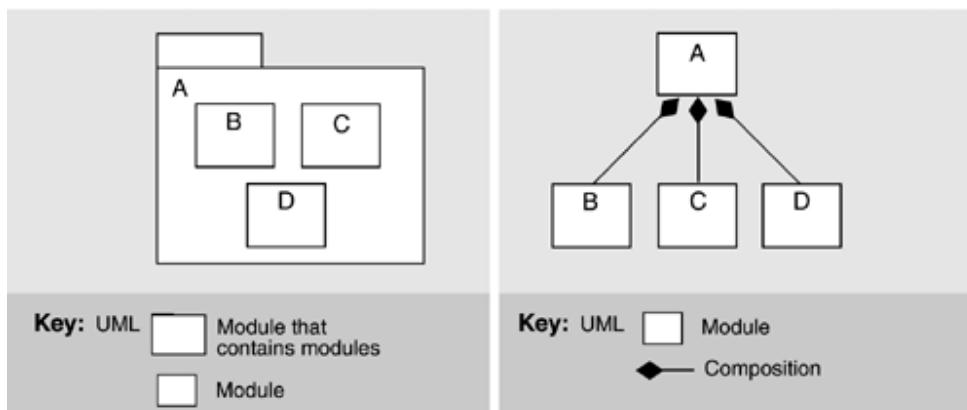 A
B
C
D
Key: UML
Module that
contains modules
Module
A
B
C
D
Key: UML
Module
Composition